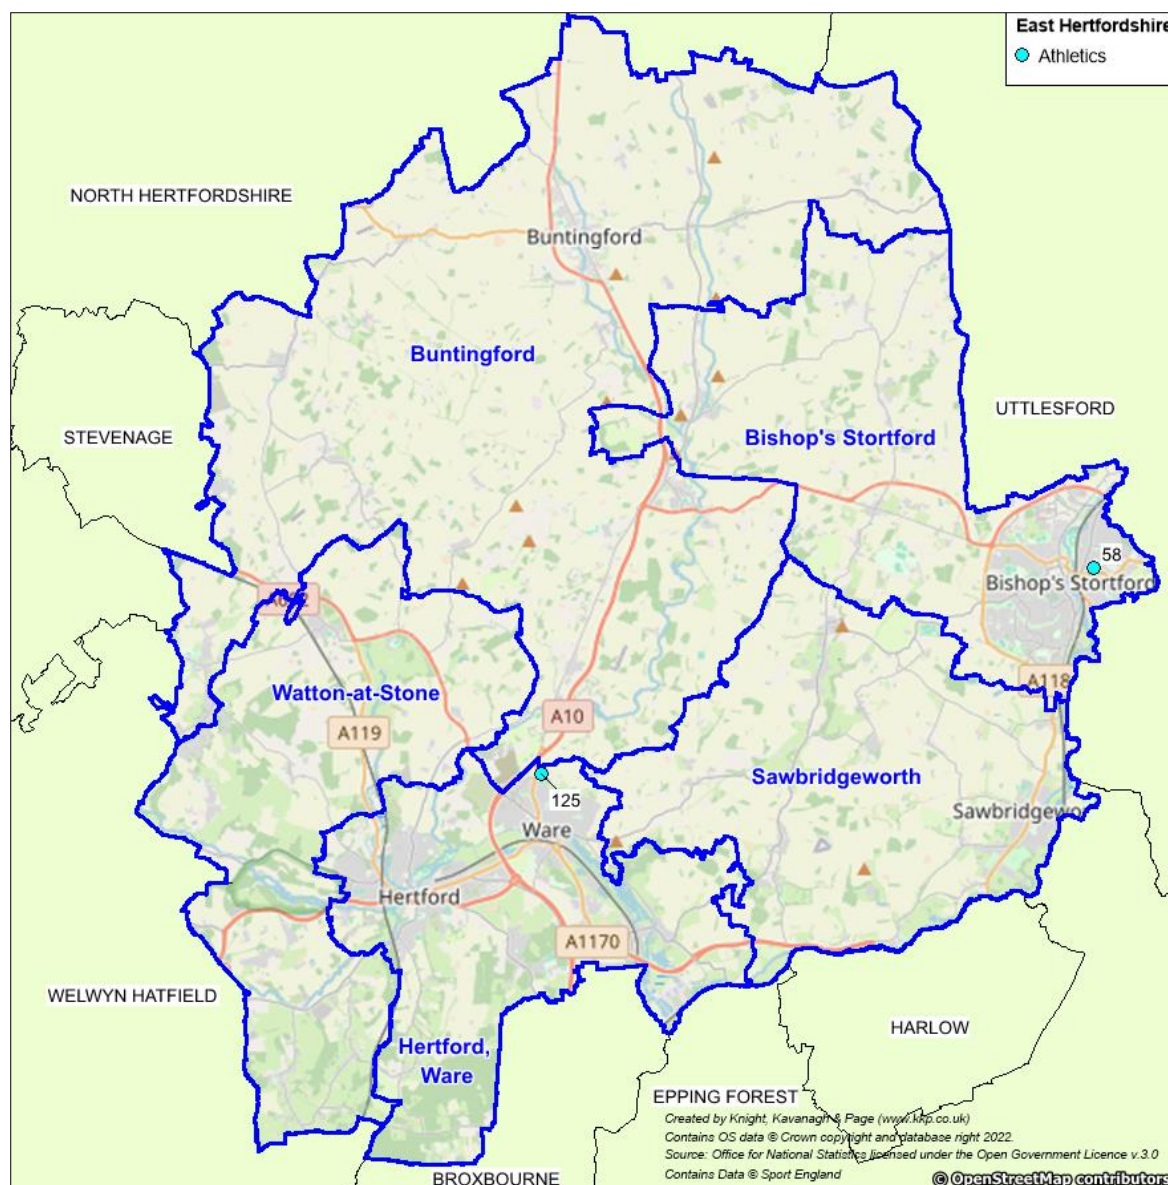 East Hertfordshire
Athletics
NORTH HERTFORDSHIRE
Buntingford
Buntingford
UTTLESFORD
STEVENAGE
Bishop's Stortford
58
Bishop's Stortford
A118
Watton-at-Stone
A10
A119
Sawbridgeworth
125
Sawbridgewor
Ware
Hertford
A1170
WELWYN HATFIELD
HARLOW
Hertford,
Ware
EPPING FOREST
Created by Knight, Kavanagh & Page (www.kkp.co.uk)
Contains OS data © Crown copyright and database right 2022.
Source: Office for National Statistics licensed under the Open Government Licence v.3.0
Contains Data © Sport England
BROXBOURNE
© OpenStreetMap contributors